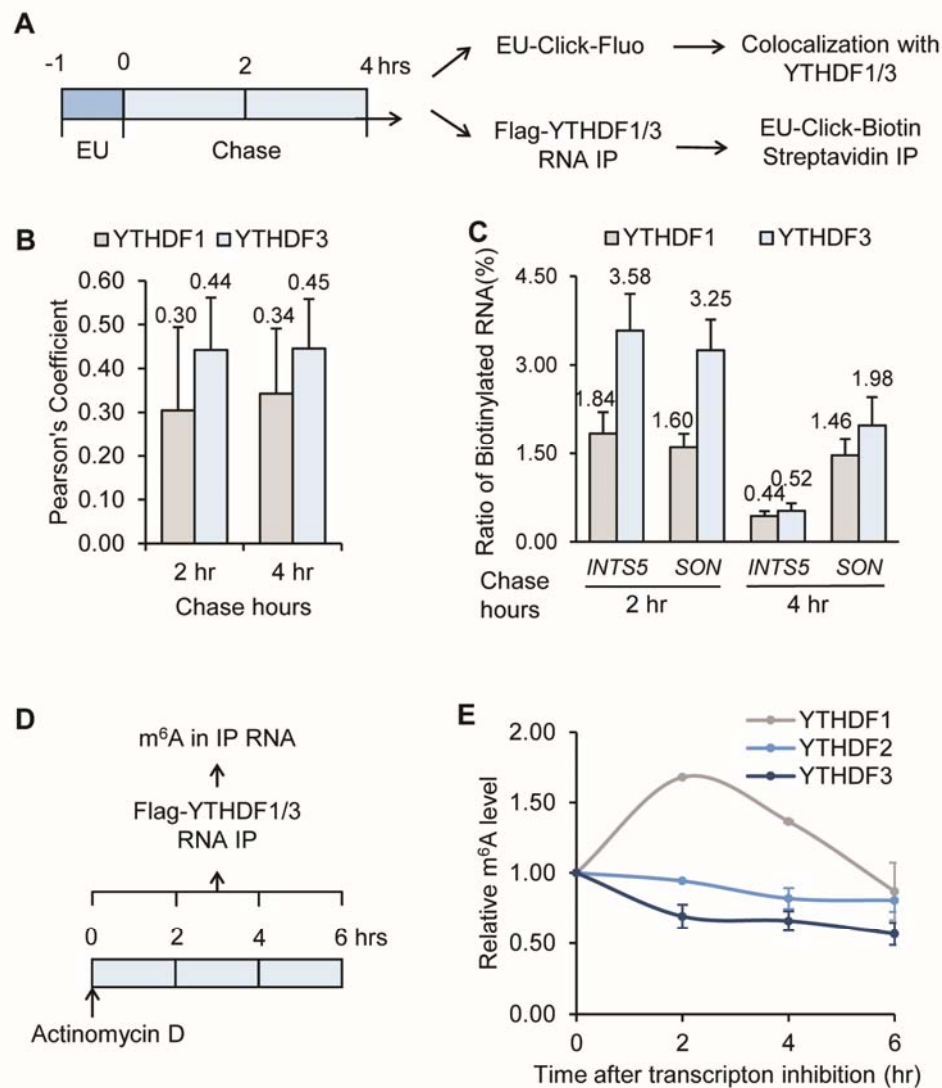 A
-1 0 2 4 hrs
EU Chase
EU-Click-Fluo
Colocalization with
YTHDF1/3
Flag-YTHDF1/3
RNA IP
EU-Click-Biotin
Streptavidin IP
B
YTHDF1 YTHDF3
Pearson's Coefficient
0.60
0.50
0.40
0.30
0.20
0.10
0.00
0.30 0.44 0.34 0.45
2 hr 4 hr
Chase hours
C
YTHDF1 YTHDF3
Ratio of Biotinylated RNA(%)
4.50
3.00
1.50
0.00
1.84 3.58 1.60 3.25 0.44 0.52 1.46 1.98
INTS5 SON INTS5 SON
Chase
hours
2 hr 4 hr
D
m⁶A in IP RNA
Flag-YTHDF1/3
RNA IP
0 2 4 6 hrs
Actinomycin D
E
YTHDF1
YTHDF2
YTHDF3
Relative m⁶A level
2.00
1.50
1.00
0.50
0.00
0 2 4 6
Time after transcripton inhibition (hr)